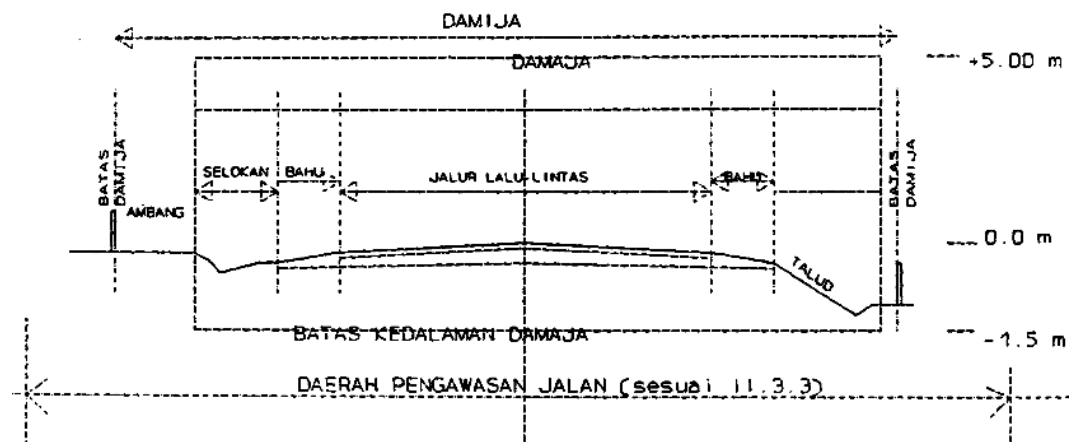 DAMIJA
+5.00 m
DAMAJA
BATAS
DAMIJA
SELOKAN
BAHU
JALUR LALU-LINTAS
BAHU
BATAS
DAMIJA
AMBANG
0.0 m
TALUD
BATAS KEDALAMAN DAMAJA
-1.5 m
DAERAH PENGAWASAN JALAN (sesuai II.3.3)